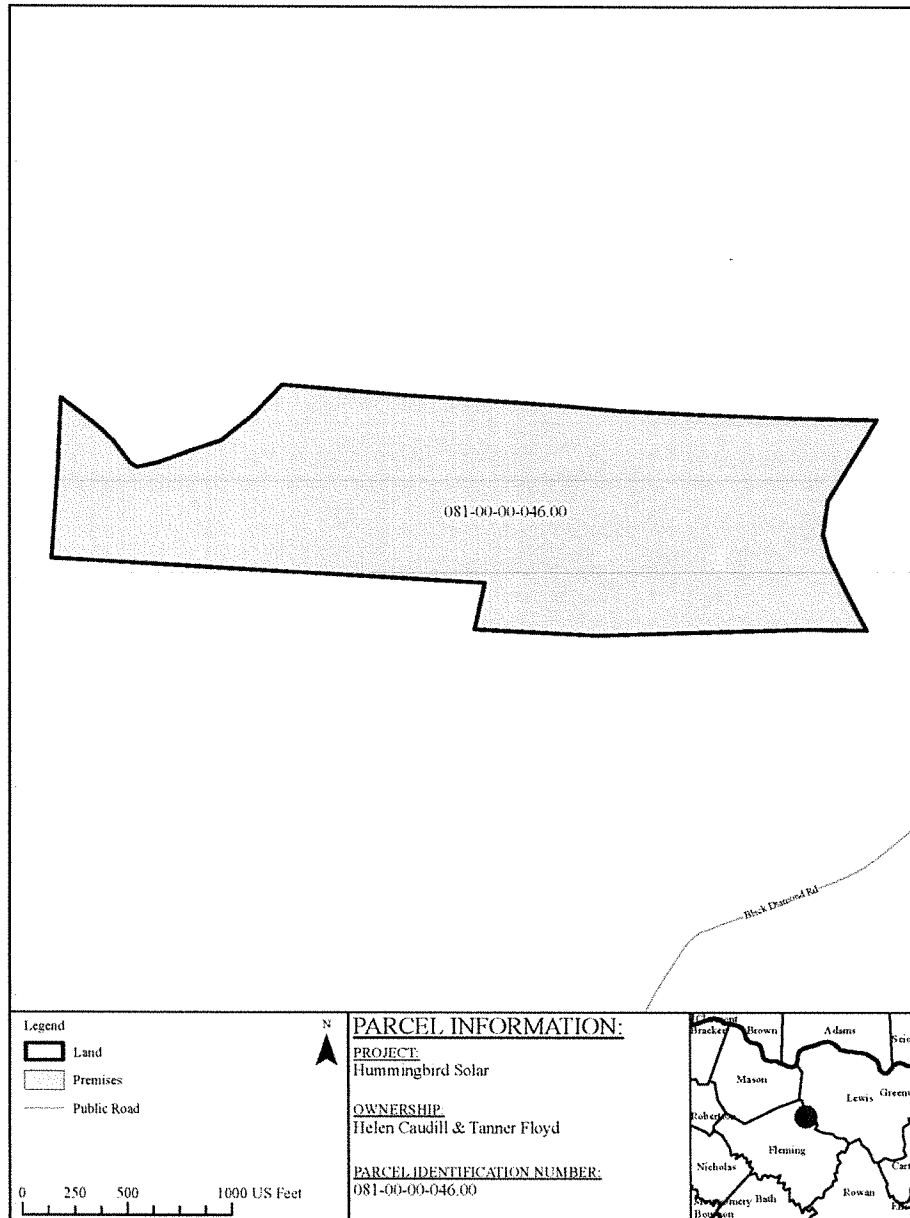 081-00-00-046.00
Black Diamond Rd
Legend
Land
Premises
Public Road
N
0 250 500 1000 US Feet
PARCEL INFORMATION:
PROJECT:
Hummingbird Solar
OWNERSHIP:
Helen Caudill & Tanner Floyd
PARCEL IDENTIFICATION NUMBER:
081-00-00-046.00
Bracken
Brown
Adams
Mason
Lewis
Robertson
Fleming
Nicholas
Rowan
Bath
Montgomery
Bourbon